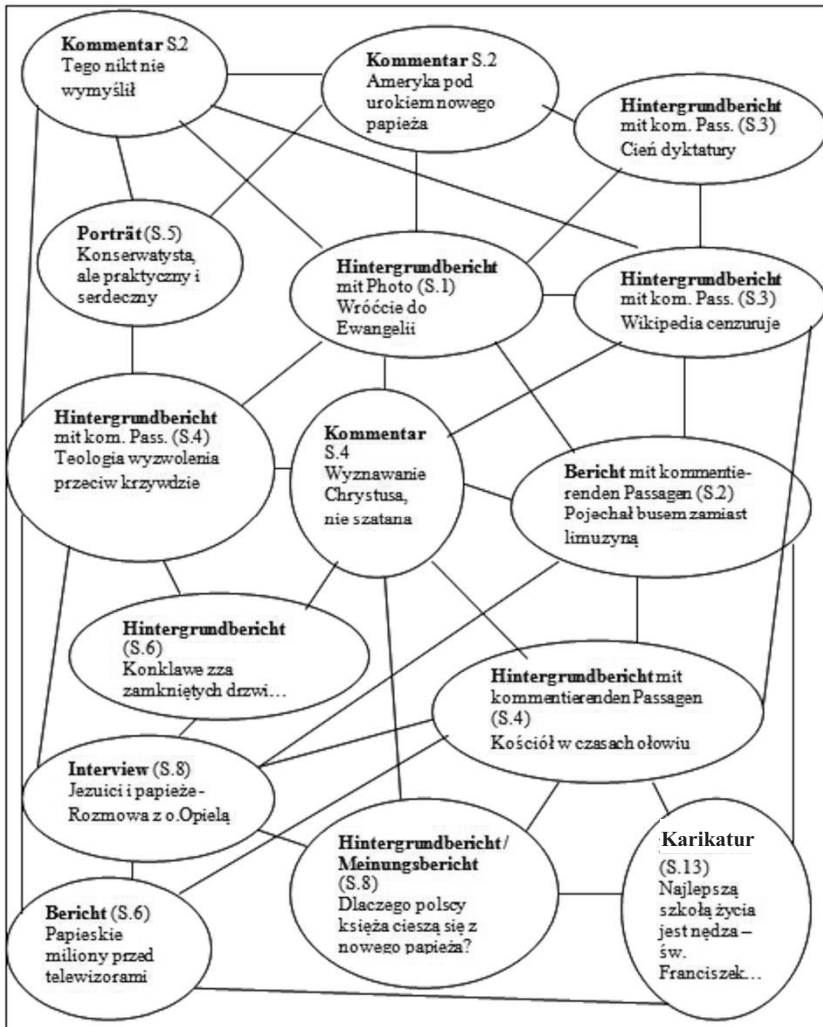 Kommentar S.2
Tego nikt nie
wymyślił
Kommentar S.2
Ameryka pod
urokiem nowego
papieża
Hintergrundbericht
mit kom. Pass. (S.3)
Cień dyktatury
Porträt (S.5)
Konserwatysta,
ale praktyczny i
serdeczny
Hintergrundbericht
mit Photo (S.1)
Wróćcie do
Ewangelii
Hintergrundbericht
mit kom. Pass. (S.3)
Wikipedia cenzuruje
Hintergrundbericht
mit kom. Pass. (S.4)
Teologia wyzwolenia
przeciw krzywdzie
Kommentar
S.4
Wyznawanie
Chrystusa,
nie szatana
Bericht mit kommentie-
renden Passagen (S.2)
Pojechał busem zamiast
limuzyną
Hintergrundbericht
(S.6)
Konklawe zza
zamkniętych drzwi…
Hintergrundbericht mit
kommentierenden Passagen
(S.4)
Kościół w czasach ołowiu
Interview (S.8)
Jezuici i papieże-
Rozmowa z o.Opielą
Hintergrundbericht/
Meinungsbericht
(S.8)
Dlaczego polscy
księża cieszą się z
nowego papieża?
Karikatur
(S.13)
Najlepszą
szkołą życia
jest nędza –
św.
Franciszek…
Bericht (S.6)
Papieskie
miliony przed
telewizorami